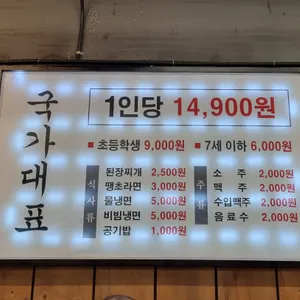 국가대표
1인당 14,900원
■ 초등학생 9,000원 ■ 7세 이하 6,000원
식사류
된장찌개 2,500원
땡초라면 3,000원
물냉면 5,000원
비빔냉면 5,000원
공기밥 1,000원
주류
소 주 2,000원
맥 주 2,000원
수입맥주 2,000원
음료수 2,000원